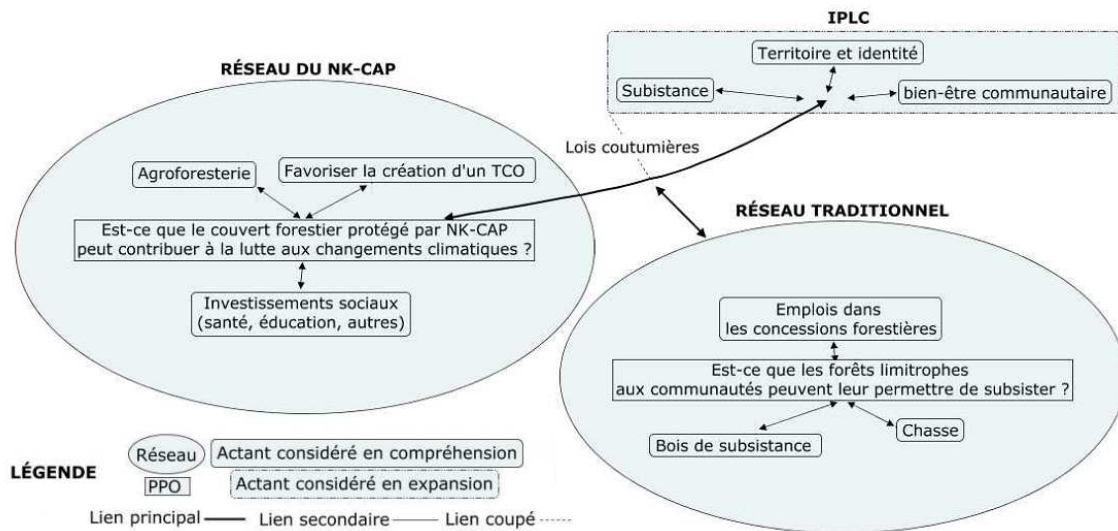 IPLC
Territoire et identité
Subistance
bien-être communautaire
RÉSEAU DU NK-CAP
Lois coutumières
Agroforesterie
Favoriser la création d'un TCO
Est-ce que le couvert forestier protégé par NK-CAP
peut contribuer à la lutte aux changements climatiques ?
Investissements sociaux
(santé, éducation, autres)
RÉSEAU TRADITIONNEL
Emplois dans
les concessions forestières
Est-ce que les forêts limitrophes
aux communautés peuvent leur permettre de subsister ?
Bois de subsistance
Chasse
LÉGENDE
Réseau
Actant considéré en compréhension
PPO
Actant considéré en expansion
Lien principal
Lien secondaire
Lien coupé